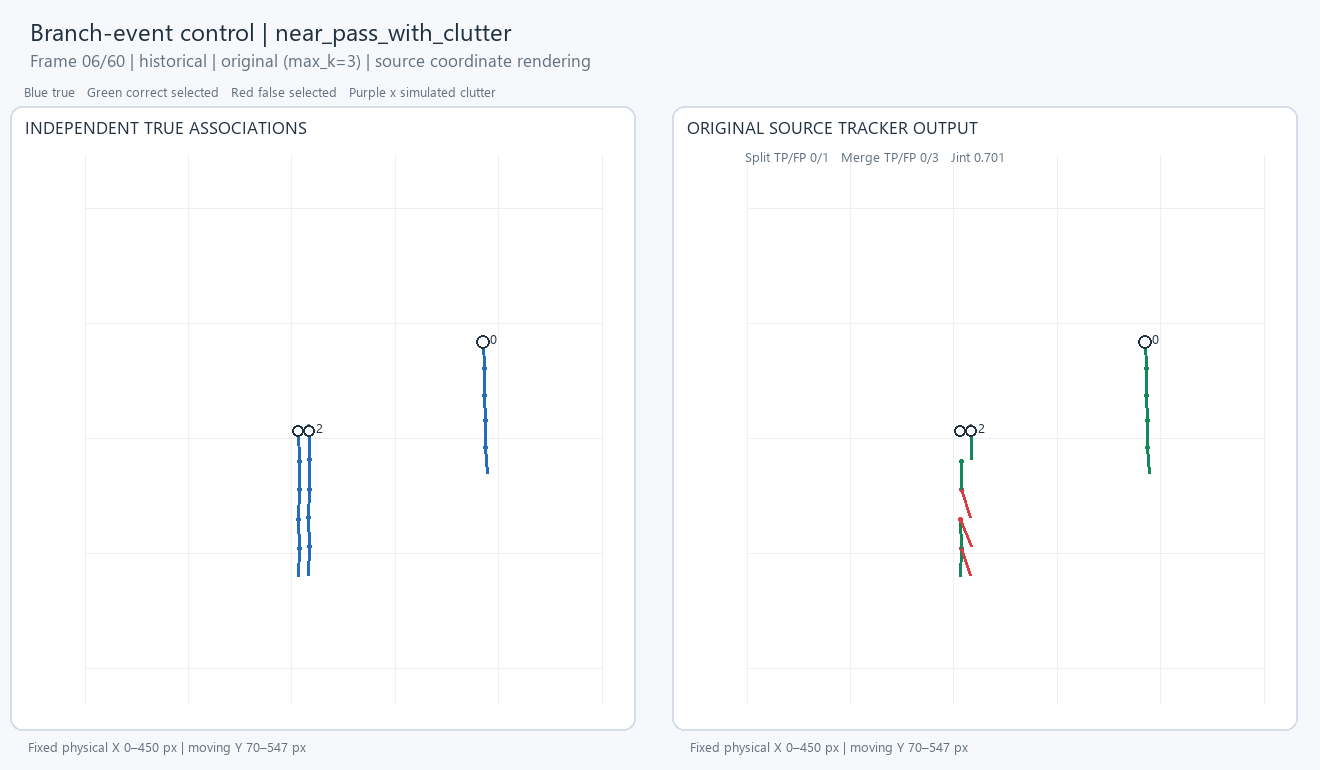 Branch-event control | near_pass_with_clutter
Frame 06/60 | historical | original (max_k=3) | source coordinate rendering
Blue true Green correct selected Red false selected Purple x simulated clutter
INDEPENDENT TRUE ASSOCIATIONS
0
2
Fixed physical X 0–450 px | moving Y 70–547 px
ORIGINAL SOURCE TRACKER OUTPUT
Split TP/FP 0/1 Merge TP/FP 0/3 Jint 0.701
0
2
Fixed physical X 0–450 px | moving Y 70–547 px